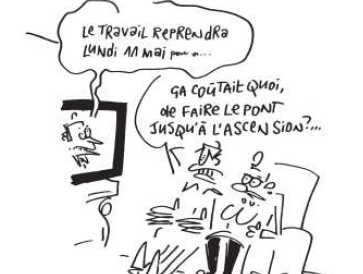 Le TRAVAIL REPRENDRA
LUNDI 11 MAI pour a...
ÇA COÛTAIT QUOI,
de FAIRE LE PONT
JUSQU'À L'ASCENSION?...